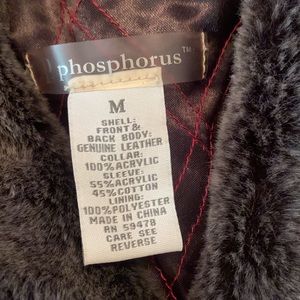 phosphorus™
M
SHELL:
FRONT &
BACK BODY:
GENUINE LEATHER
COLLAR:
100% ACRYLIC
SLEEVE:
55% ACRYLIC
45% COTTON
LINING:
100% POLYESTER
MADE IN CHINA
RN 59478
CARE SEE
REVERSE